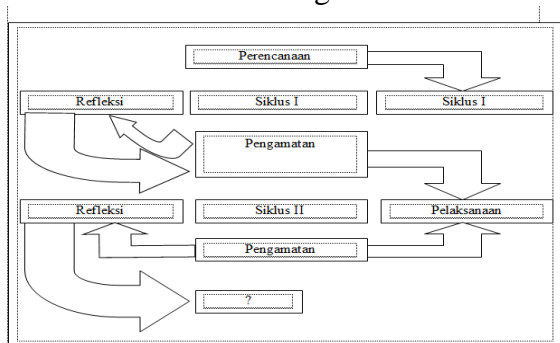 Perencanaan
Refleksi Siklus I Siklus I
Pengamatan
Refleksi Siklus II Pelaksanaan
Pengamatan
?